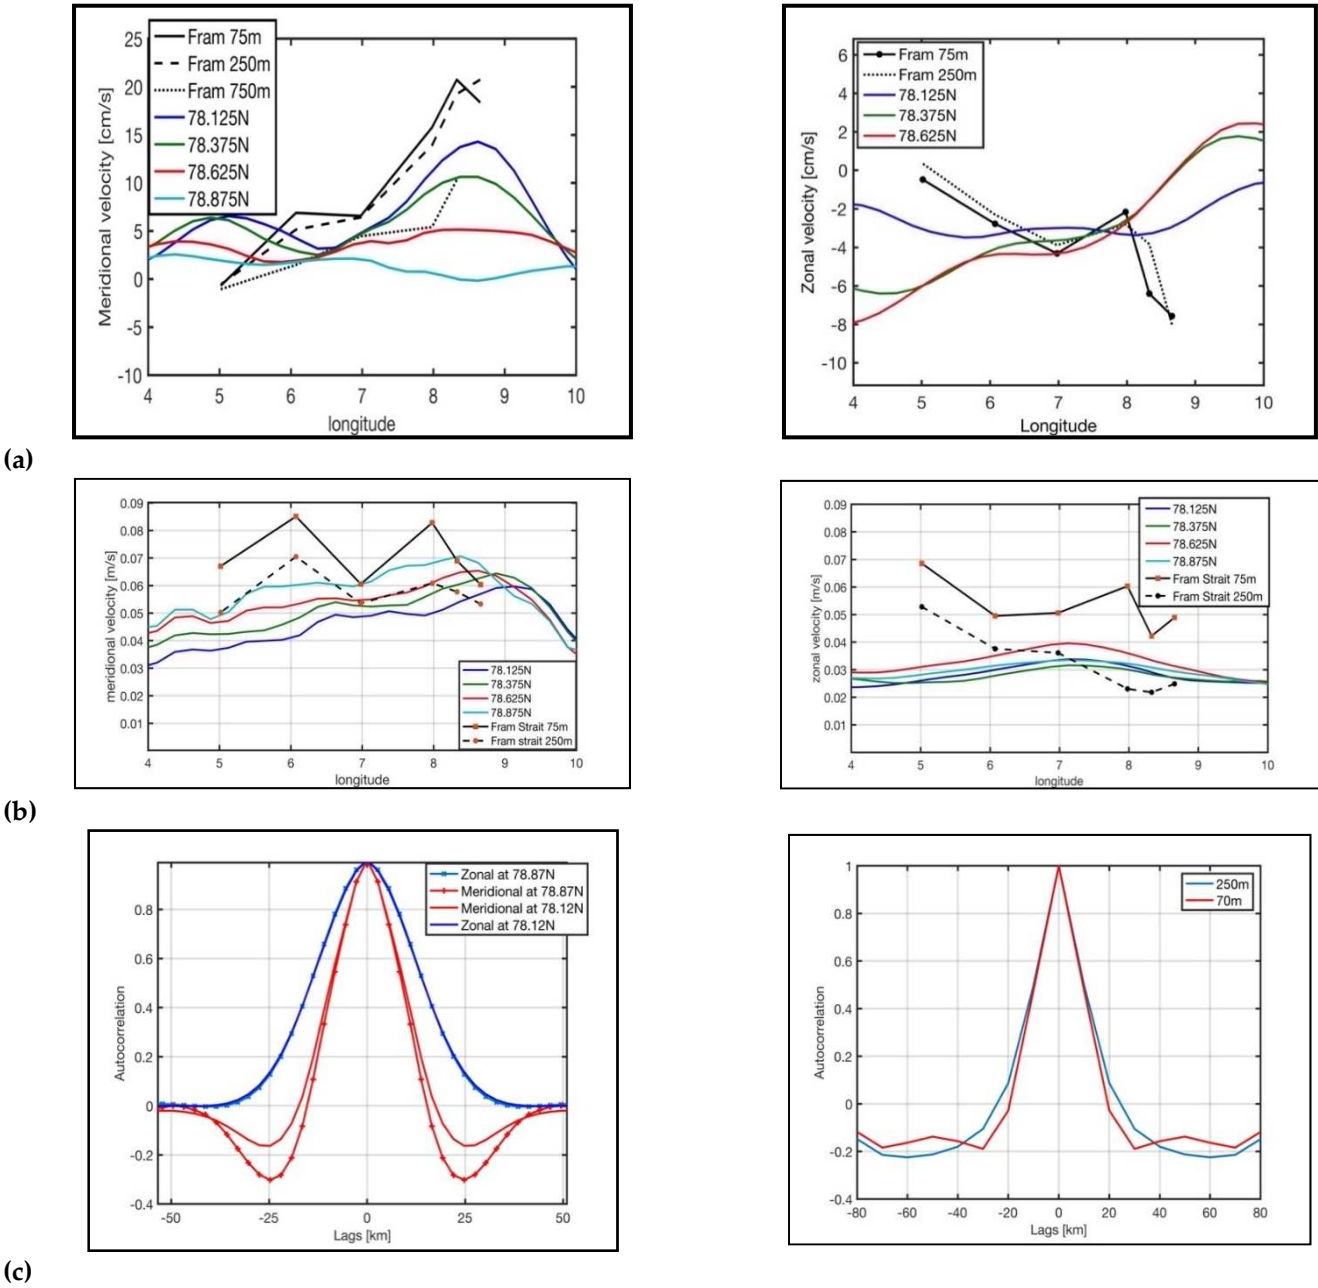 Meridional velocity [cm/s]
25
20
15
10
5
0
-5
-10
Fram 75m
Fram 250m
Fram 750m
78.125N
78.375N
78.625N
78.875N
4 5 6 7 8 9 10
longitude
Zonal velocity [cm/s]
6
4
2
0
-2
-4
-6
-8
-10
Fram 75m
Fram 250m
78.125N
78.375N
78.625N
4 5 6 7 8 9 10
Longitude
(a)
meridional velocity [m/s]
0.09
0.08
0.07
0.06
0.05
0.04
0.03
0.02
0.01
78.125N
78.375N
78.625N
78.875N
Fram Strait 75m
Fram strait 250m
4 5 6 7 8 9 10
longitude
zonal velocity [m/s]
0.09
0.08
0.07
0.06
0.05
0.04
0.03
0.02
0.01
78.125N
78.375N
78.625N
78.875N
Fram Strait 75m
Fram Strait 250m
4 5 6 7 8 9 10
longitude
(b)
Autocorrelation
0.8
0.6
0.4
0.2
0
-0.2
-0.4
Zonal at 78.87N
Meridional at 78.87N
Meridional at 78.12N
Zonal at 78.12N
-50 -25 0 25 50
Lags [km]
Autocorrelation
1
0.8
0.6
0.4
0.2
0
-0.2
-0.4
250m
70m
-80 -60 -40 -20 0 20 40 60 80
Lags [km]
(c)